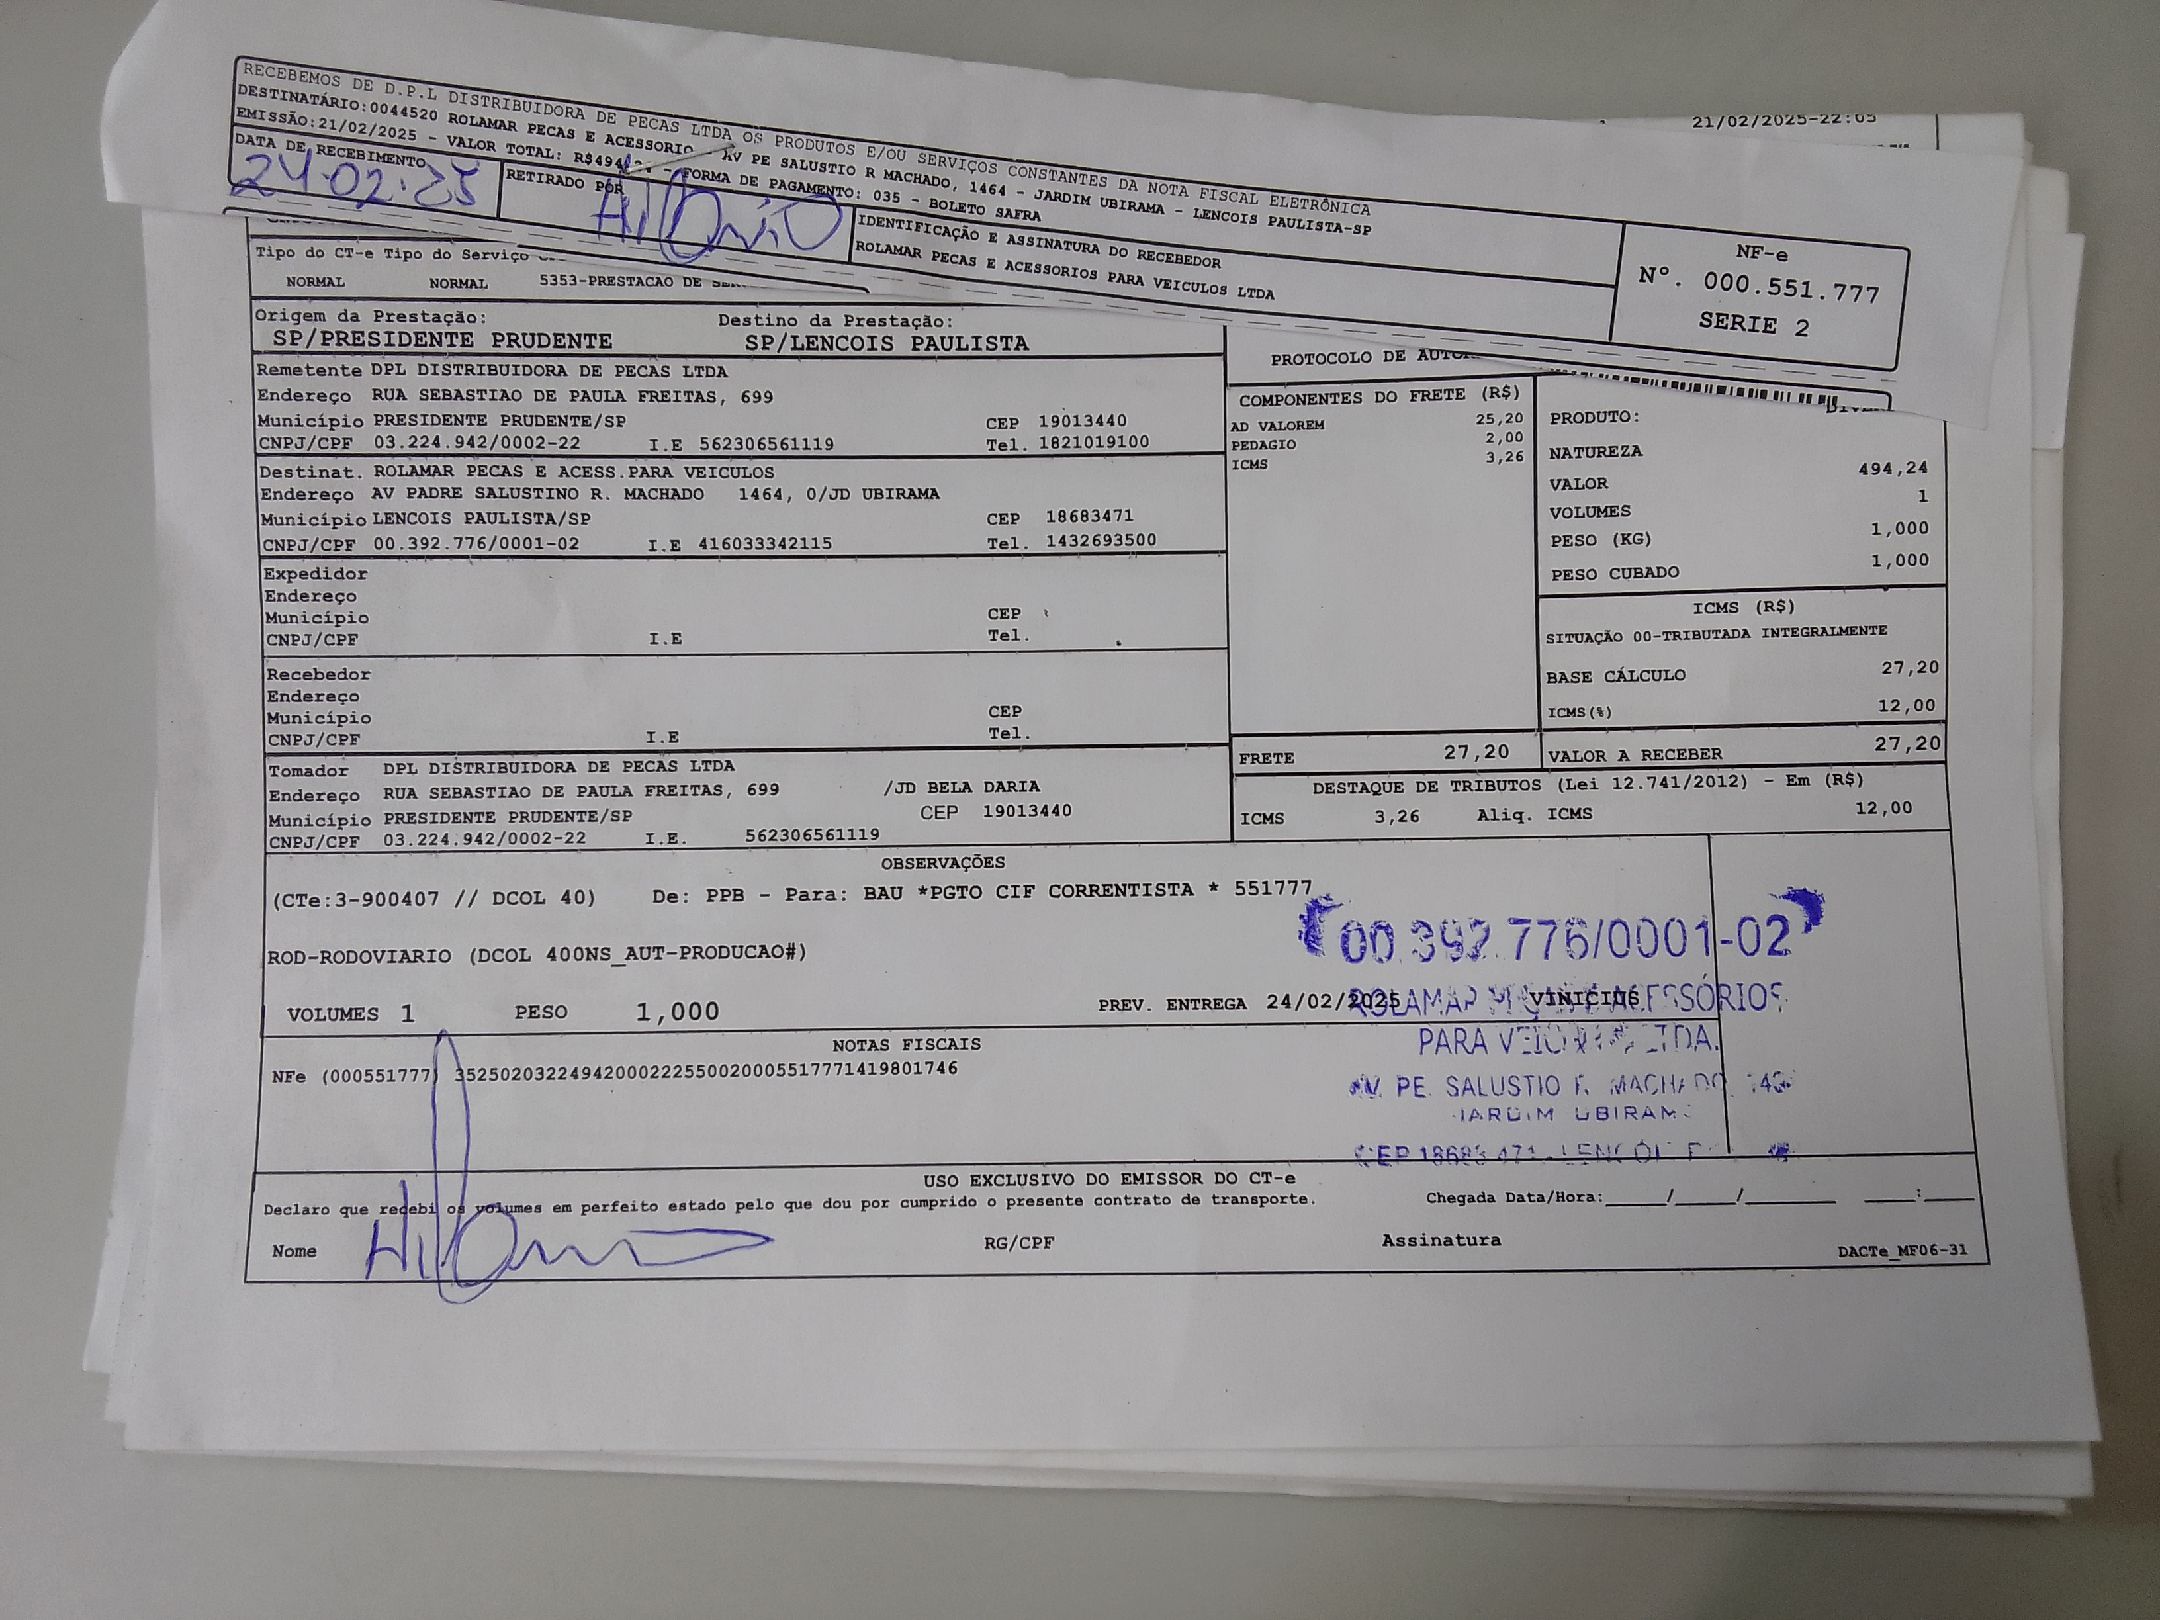 21/02/2025-22:05
RECEBEMOS DE D.P.L DISTRIBUIDORA DE PECAS LTDA OS PRODUTOS E/OU SERVIÇOS CONSTANTES DA NOTA FISCAL ELETRÔNICA
DESTINATÁRIO:0044520 ROLAMAR PECAS E ACESSORIO - AV PE SALUSTIO R MACHADO, 1464 - JARDIM UBIRAMA - LENCOIS PAULISTA-SP
EMISSÃO:21/02/2025 - VALOR TOTAL: R$494 - FORMA DE PAGAMENTO: 035 - BOLETO SAFRA
DATA DE RECEBIMENTO
24.02.25
RETIRADO POR
IDENTIFICAÇÃO E ASSINATURA DO RECEBEDOR
ROLAMAR PECAS E ACESSORIOS PARA VEICULOS LTDA
NF-e
Nº. 000.551.777
SERIE 2
Tipo do CT-e Tipo do Serviço
NORMAL NORMAL 5353-PRESTACAO DE
Origem da Prestação: Destino da Prestação:
SP/PRESIDENTE PRUDENTE SP/LENCOIS PAULISTA
PROTOCOLO DE
Remetente DPL DISTRIBUIDORA DE PECAS LTDA
Endereço RUA SEBASTIAO DE PAULA FREITAS, 699
Município PRESIDENTE PRUDENTE/SP CEP 19013440
CNPJ/CPF 03.224.942/0002-22 I.E 562306561119 Tel. 1821019100
Destinat. ROLAMAR PECAS E ACESS.PARA VEICULOS
Endereço AV PADRE SALUSTINO R. MACHADO 1464, 0/JD UBIRAMA
Município LENCOIS PAULISTA/SP CEP 18683471
CNPJ/CPF 00.392.776/0001-02 I.E 416033342115 Tel. 1432693500
Expedidor
Endereço
Município CEP
CNPJ/CPF I.E Tel.
Recebedor
Endereço
Município CEP
CNPJ/CPF I.E Tel.
Tomador DPL DISTRIBUIDORA DE PECAS LTDA
Endereço RUA SEBASTIAO DE PAULA FREITAS, 699 /JD BELA DARIA
Município PRESIDENTE PRUDENTE/SP CEP 19013440
CNPJ/CPF 03.224.942/0002-22 I.E. 562306561119
COMPONENTES DO FRETE (R$)
AD VALOREM 25,20
PEDAGIO 2,00
ICMS 3,26
PRODUTO:
NATUREZA
VALOR 494,24
VOLUMES 1
PESO (KG) 1,000
PESO CUBADO 1,000
ICMS (R$)
SITUAÇÃO 00-TRIBUTADA INTEGRALMENTE
BASE CÁLCULO 27,20
ICMS(%) 12,00
FRETE 27,20 VALOR A RECEBER 27,20
DESTAQUE DE TRIBUTOS (Lei 12.741/2012) - Em (R$)
ICMS 3,26 Aliq. ICMS 12,00
OBSERVAÇÕES
(CTe:3-900407 // DCOL 40) De: PPB - Para: BAU *PGTO CIF CORRENTISTA * 551777
ROD-RODOVIARIO (DCOL 400NS_AUT-PRODUCAO#)
VOLUMES 1 PESO 1,000 PREV. ENTREGA 24/02/2025 VINICIUS
00.392.776/0001-02
ROLAMAR ACESSÓRIOS
PARA LTDA.
AV. PE. SALUSTIO R. MACHADO
JARDIM UBIRAMA
CEP 18683-471
NOTAS FISCAIS
NFe (000551777) 35250203224942000222550020005517771419801746
USO EXCLUSIVO DO EMISSOR DO CT-e
Declaro que recebi os volumes em perfeito estado pelo que dou por cumprido o presente contrato de transporte. Chegada Data/Hora:____/____/______ ____:____
Nome RG/CPF Assinatura
DACTe_MF06-31